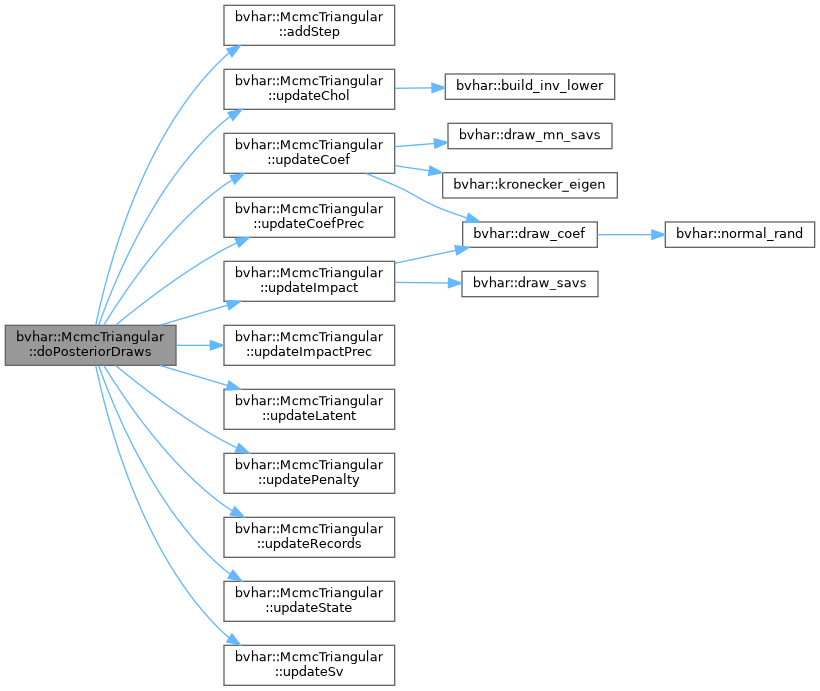 bvhar::McmcTriangular
::addStep
bvhar::McmcTriangular
::updateChol
bvhar::build_inv_lower
bvhar::McmcTriangular
::updateCoef
bvhar::draw_mn_savs
bvhar::kronecker_eigen
bvhar::McmcTriangular
::updateCoefPrec
bvhar::draw_coef
bvhar::normal_rand
bvhar::McmcTriangular
::updateImpact
bvhar::draw_savs
bvhar::McmcTriangular
::doPosteriorDraws
bvhar::McmcTriangular
::updateImpactPrec
bvhar::McmcTriangular
::updateLatent
bvhar::McmcTriangular
::updatePenalty
bvhar::McmcTriangular
::updateRecords
bvhar::McmcTriangular
::updateState
bvhar::McmcTriangular
::updateSv